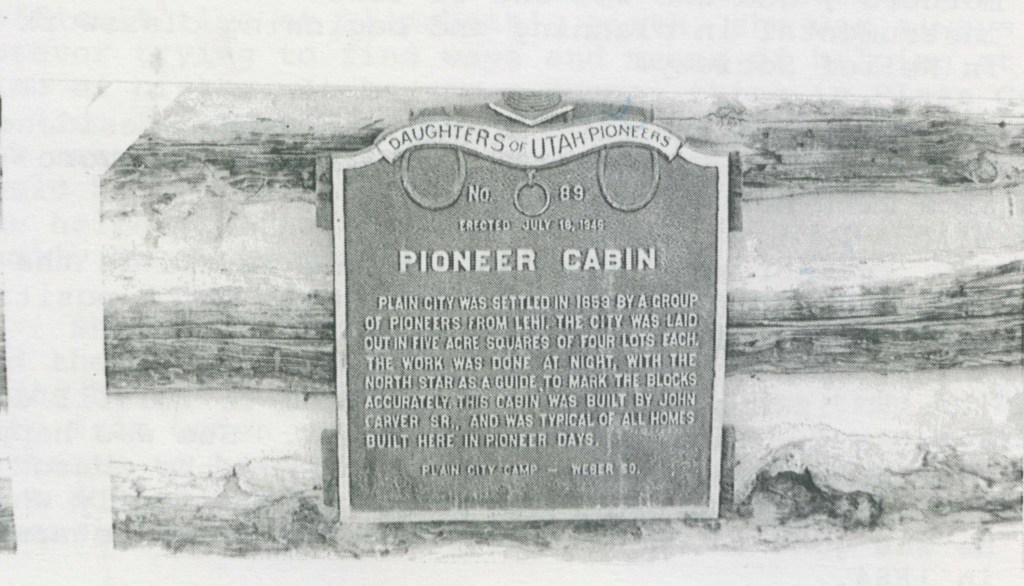 DAUGHTERS OF UTAH PIONEERS
No. 89
ERECTED JULY 16, 1946
PIONEER CABIN
PLAIN CITY WAS SETTLED IN 1859 BY A GROUP
OF PIONEERS FROM LEHI. THE CITY WAS LAID
OUT IN FIVE ACRE SQUARES OF FOUR LOTS EACH.
THE WORK WAS DONE AT NIGHT, WITH THE
NORTH STAR AS A GUIDE TO MARK THE BLOCKS
ACCURATELY. THIS CABIN WAS BUILT BY JOHN
CARVER SR., AND WAS TYPICAL OF ALL HOMES
BUILT HERE IN PIONEER DAYS.
PLAIN CITY CAMP — WEBER CO.